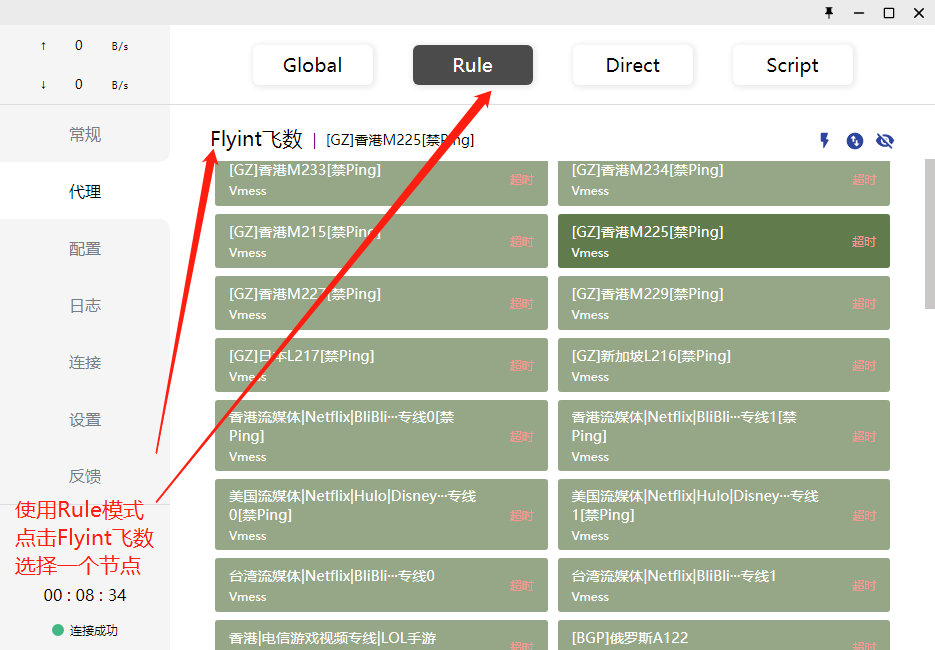 ↑ 0 B/s
↓ 0 B/s
常规
代理
配置
日志
连接
设置
反馈
使用Rule模式
点击Flyint飞数
选择一个节点
00 : 08 : 34
连接成功
Global
Rule
Direct
Script
Flyint飞数 | [GZ]香港M225[禁Ping]
[GZ]香港M233[禁Ping]
Vmess
超时
[GZ]香港M234[禁Ping]
Vmess
超时
[GZ]香港M215[禁Ping]
Vmess
超时
[GZ]香港M225[禁Ping]
Vmess
超时
[GZ]香港M227[禁Ping]
Vmess
超时
[GZ]香港M229[禁Ping]
Vmess
超时
[GZ]日本L217[禁Ping]
Vmess
超时
[GZ]新加坡L216[禁Ping]
Vmess
超时
香港流媒体|Netflix|BliBli···专线0[禁
Ping]
Vmess
超时
香港流媒体|Netflix|BliBli···专线1[禁
Ping]
Vmess
超时
美国流媒体|Netflix|Hulo|Disney···专线
0[禁Ping]
Vmess
超时
美国流媒体|Netflix|Hulo|Disney···专线
1[禁Ping]
Vmess
超时
台湾流媒体|Netflix|BliBli···专线0
Vmess
超时
台湾流媒体|Netflix|BliBli···专线1
Vmess
超时
香港|电信游戏视频专线|LOL手游
超时
[BGP]俄罗斯A122
超时